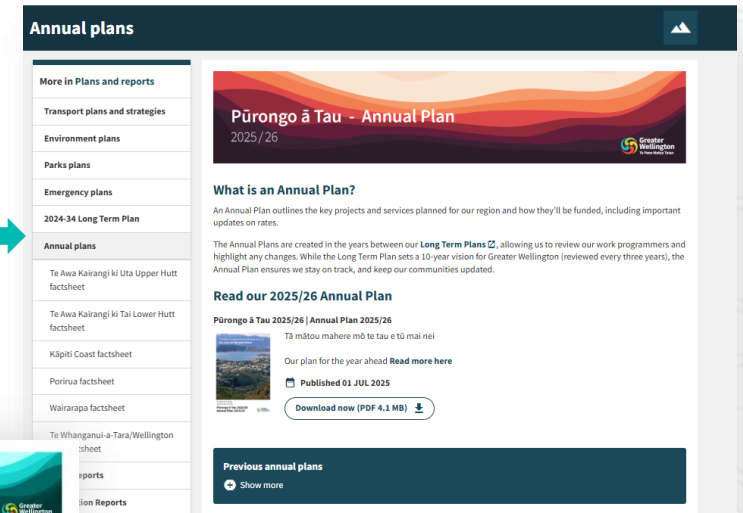 Annual plans
More in Plans and reports
Transport plans and strategies
Environment plans
Parks plans
Emergency plans
2024-34 Long Term Plan
Annual plans
Te Awa Kairangi ki Uta Upper Hutt
factsheet
Te Awa Kairangi ki Tai Lower Hutt
factsheet
Kāpiti Coast factsheet
Porirua factsheet
Wairarapa factsheet
Te Whanganui-a-Tara/Wellington
Greater
Wellington
Pūrongo ā Tau - Annual Plan
2025/26
Greater
Wellington
Te Pane Matua Taiao
What is an Annual Plan?
An Annual Plan outlines the key projects and services planned for our region and how they'll be funded, including important
updates on rates.
The Annual Plans are created in the years between our Long Term Plans, allowing us to review our work programmers and
highlight any changes. While the Long Term Plan sets a 10-year vision for Greater Wellington (reviewed every three years), the
Annual Plan ensures we stay on track, and keep our communities updated.
Read our 2025/26 Annual Plan
Pūrongo ā Tau 2025/26 | Annual Plan 2025/26
Tā mātou mahere mō te tau e tū mai nei
Our plan for the year ahead Read more here
Published 01 JUL 2025
Download now (PDF 4.1 MB)
Previous annual plans
Show more